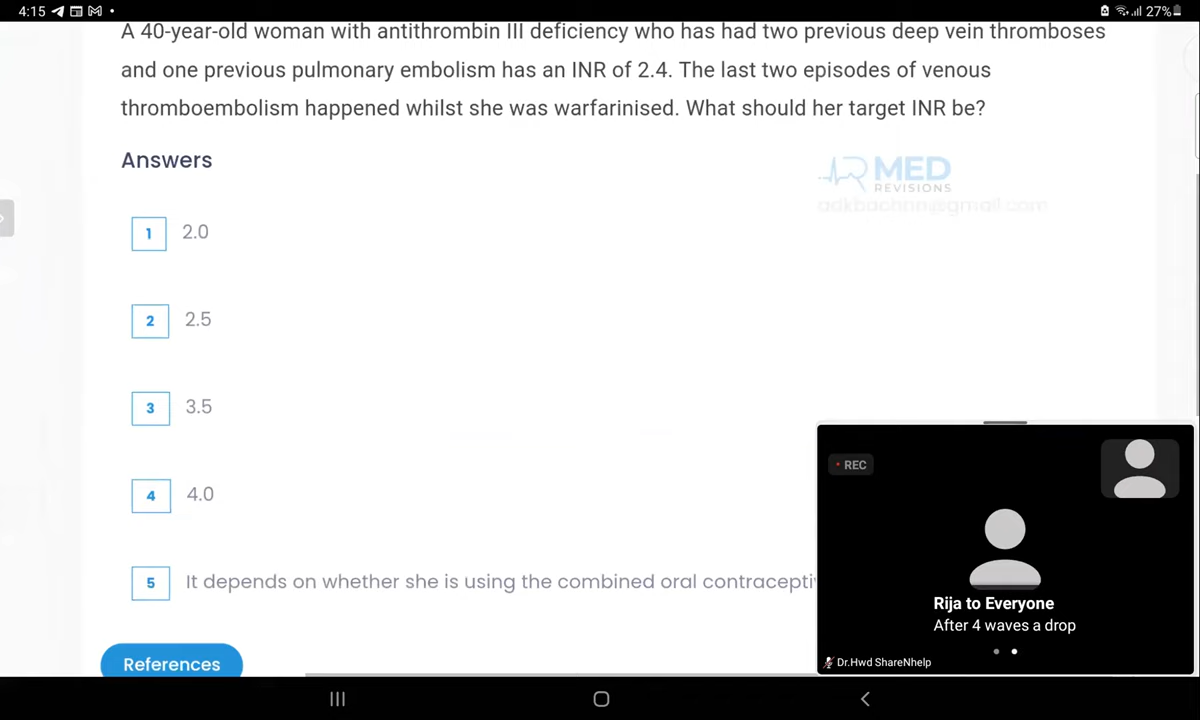 4:15
27%
A 40-year-old woman with antithrombin III deficiency who has had two previous deep vein thromboses
and one previous pulmonary embolism has an INR of 2.4. The last two episodes of venous
thromboembolism happened whilst she was warfarinised. What should her target INR be?
Answers
MED
REVISIONS
1 2.0
2 2.5
3 3.5
4 4.0
5 It depends on whether she is using the combined oral contracepti
REC
Rija to Everyone
After 4 waves a drop
Dr.Hwd ShareNhelp
References